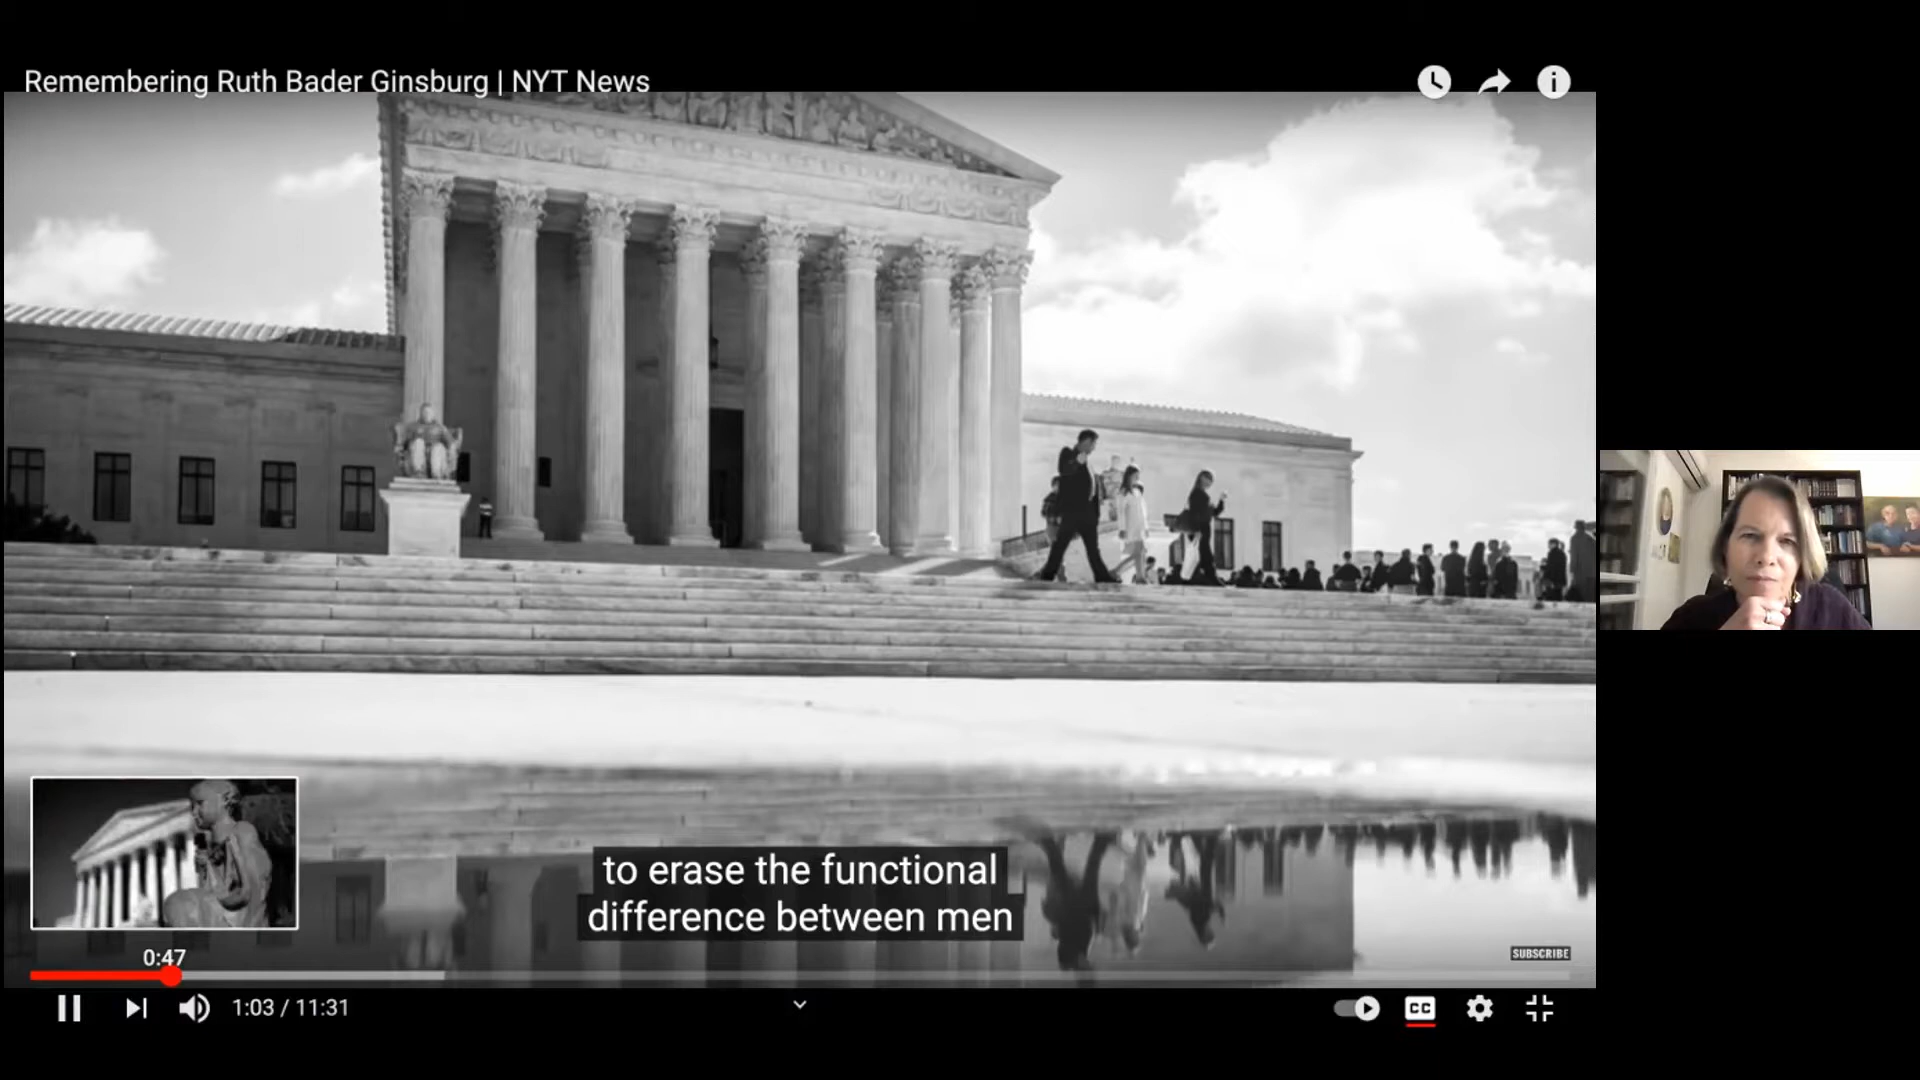 Remembering Ruth Bader Ginsburg | NYT News
to erase the functional
difference between men
SUBSCRIBE
0:47
1:03 / 11:31
CC